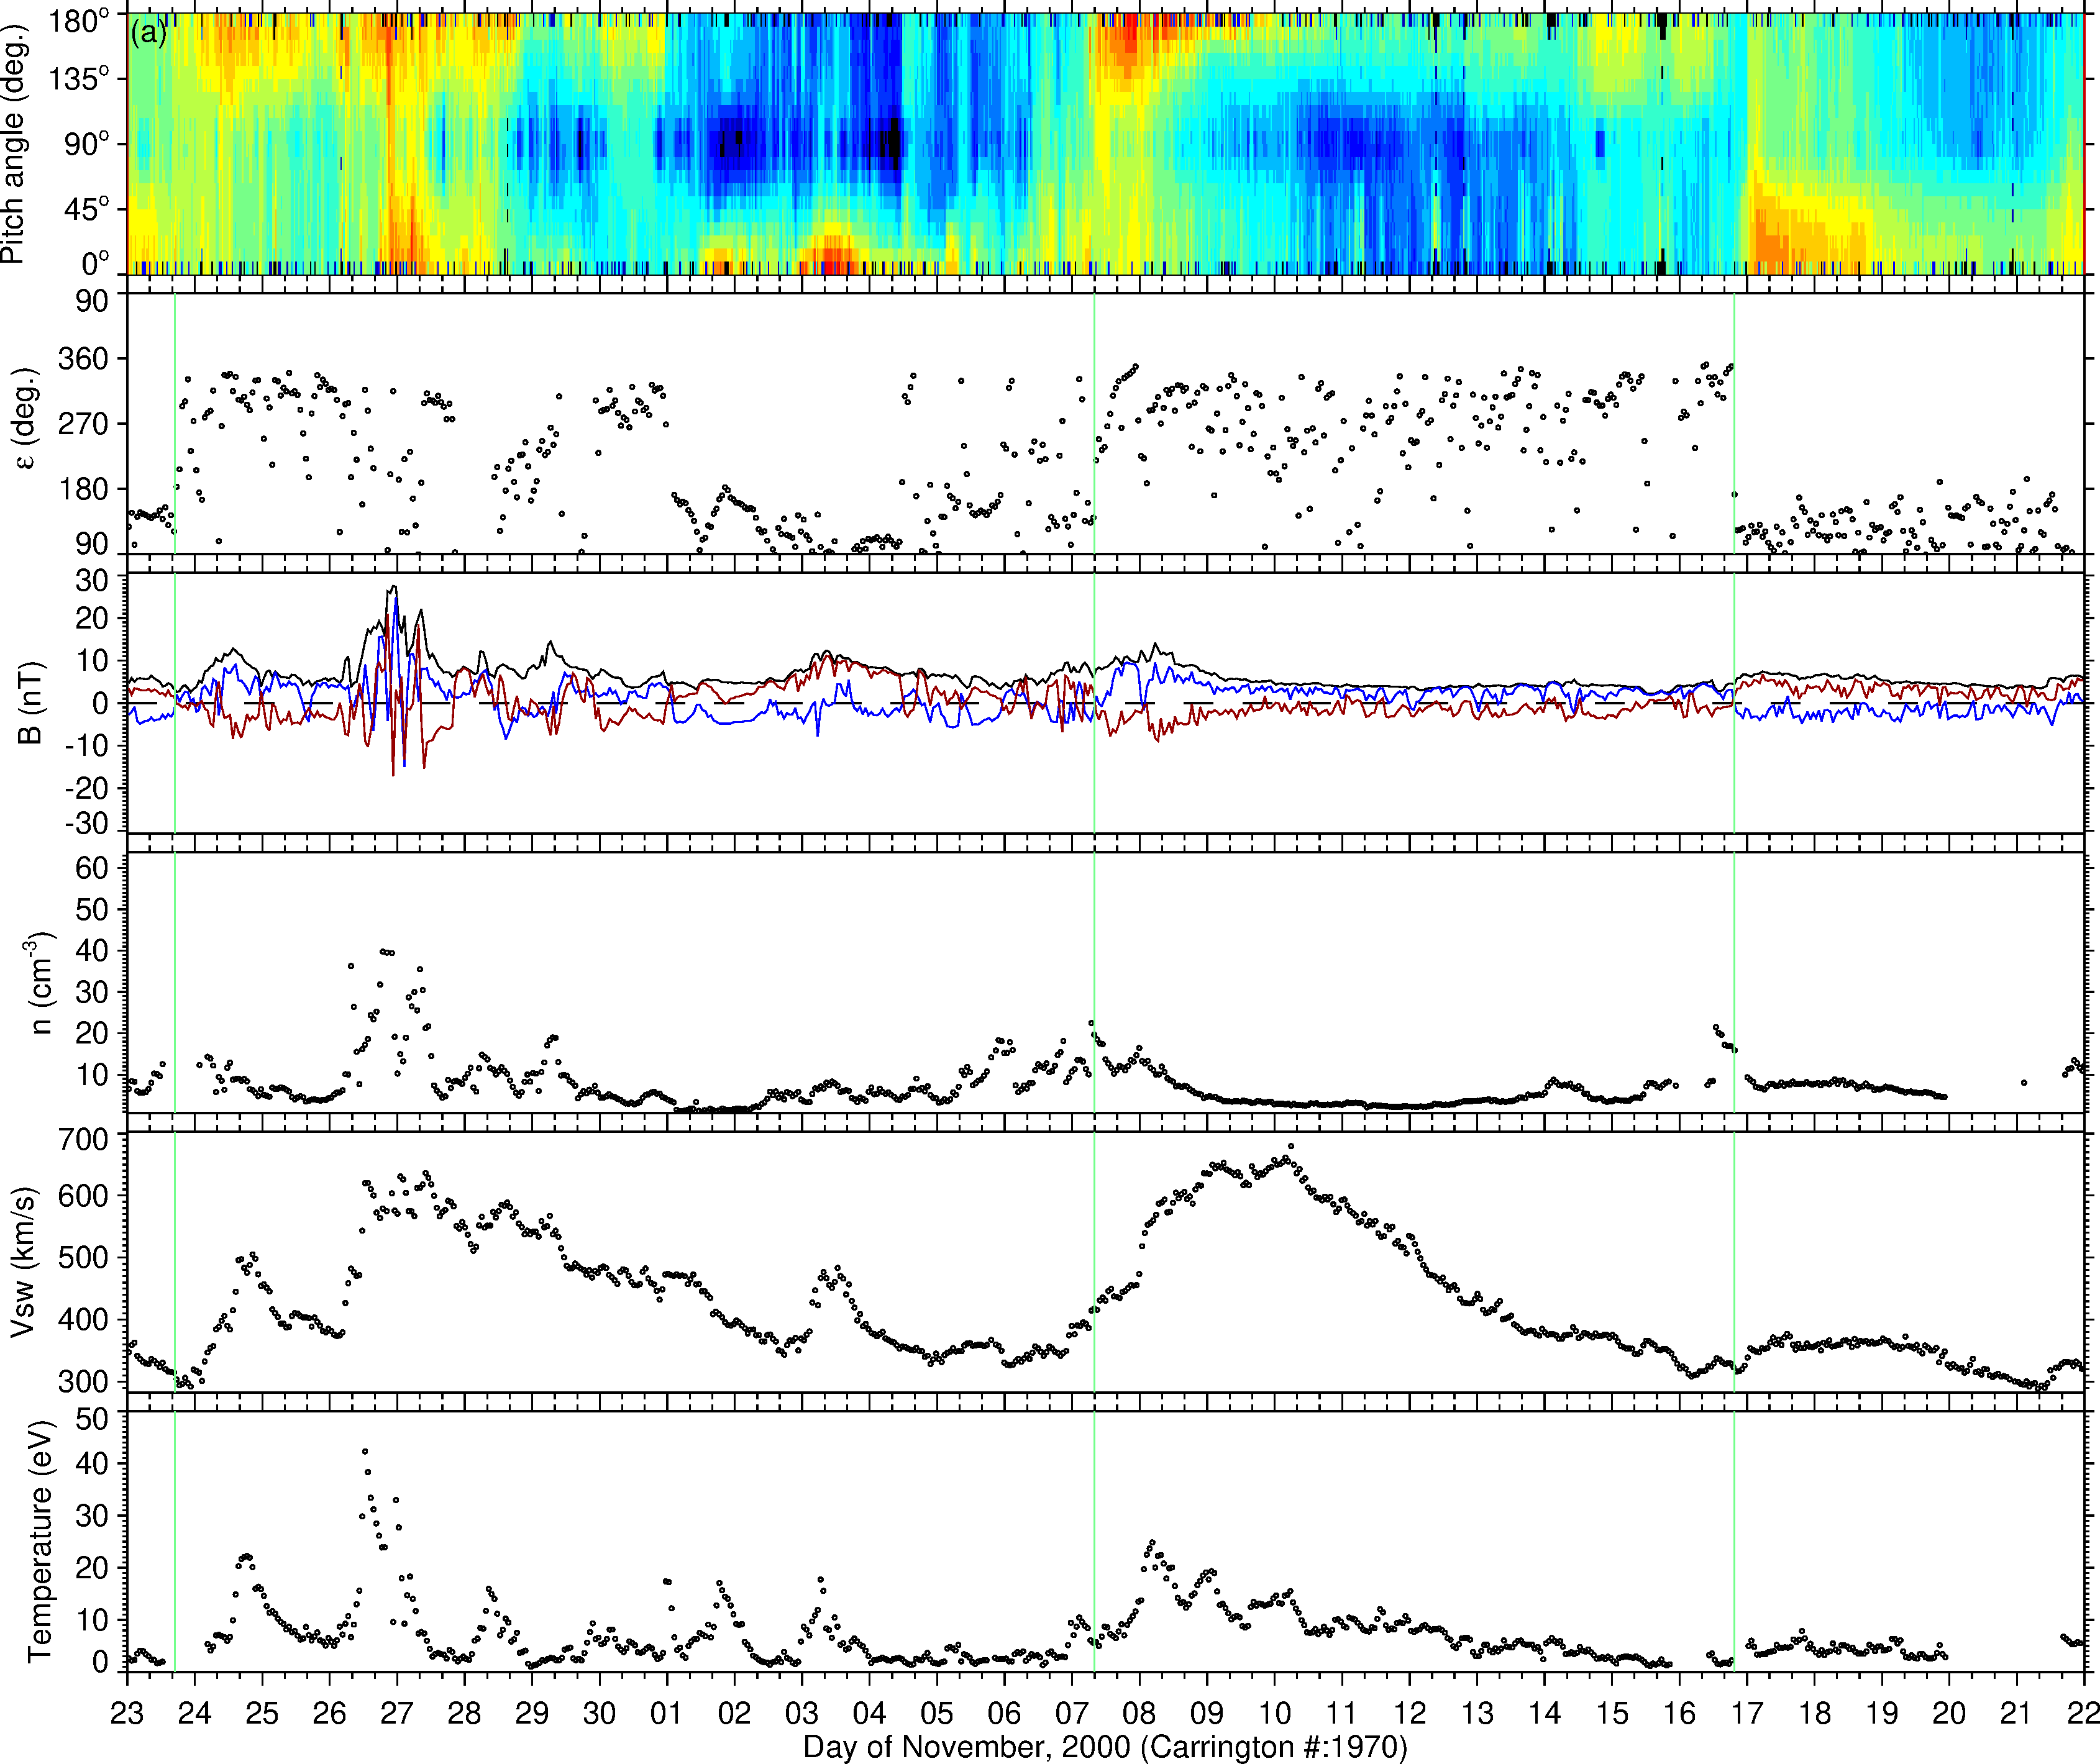 (a)
Pitch angle (deg.)
180° 135° 90° 45° 0°
ε (deg.)
90 360 270 180 90
B (nT)
30 20 10 0 -10 -20 -30
n (cm⁻³)
60 50 40 30 20 10
Vsw (km/s)
700 600 500 400 300
Temperature (eV)
50 40 30 20 10 0
23 24 25 26 27 28 29 30 01 02 03 04 05 06 07 08 09 10 11 12 13 14 15 16 17 18 19 20 21 22
Day of November, 2000 (Carrington #:1970)